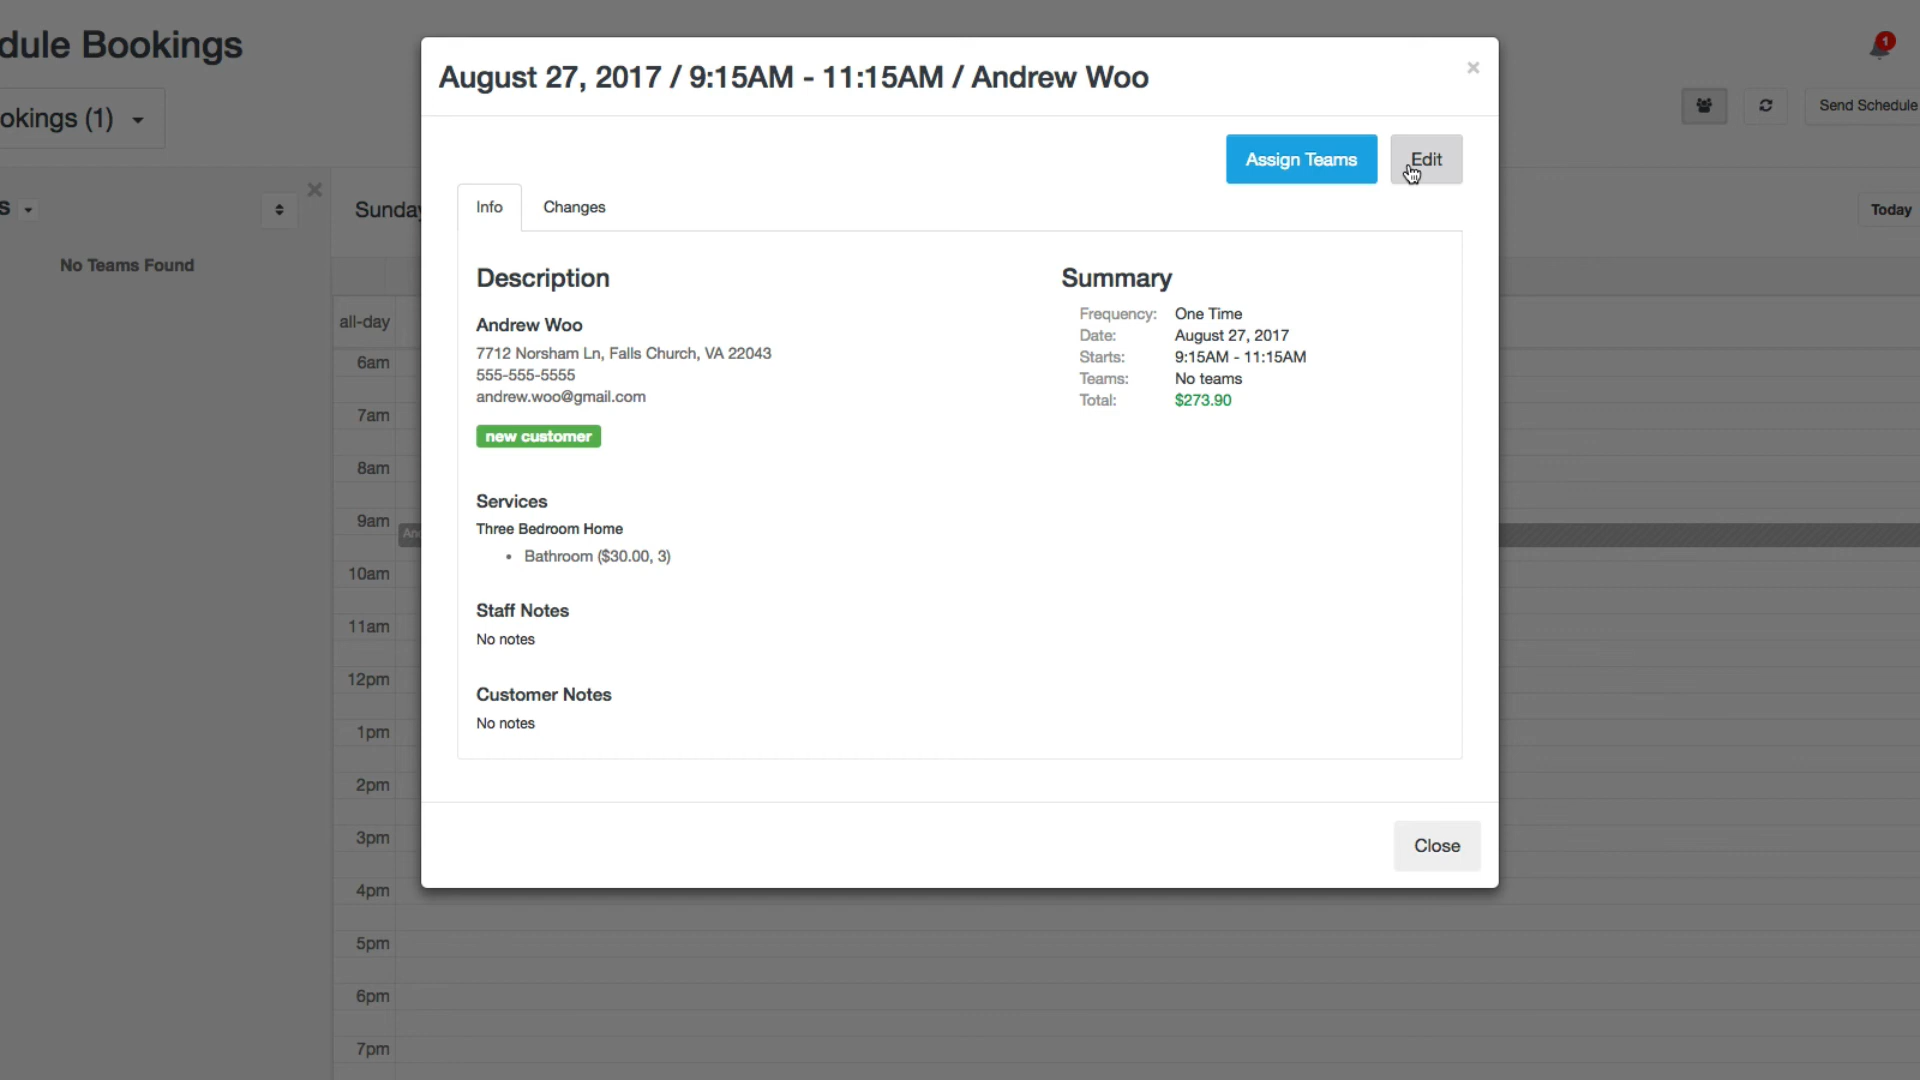 dule Bookings
okings (1)
1
Send Schedule
S
Sunday
Today
No Teams Found
all-day
6am
7am
8am
9am
10am
11am
12pm
1pm
2pm
3pm
4pm
5pm
6pm
7pm
August 27, 2017 / 9:15AM - 11:15AM / Andrew Woo
×
Assign Teams
Edit
Info
Changes
Description
Andrew Woo
7712 Norsham Ln, Falls Church, VA 22043
555-555-5555
andrew.woo@gmail.com
new customer
Services
Three Bedroom Home
• Bathroom ($30.00, 3)
Staff Notes
No notes
Customer Notes
No notes
Summary
Frequency: One Time
Date: August 27, 2017
Starts: 9:15AM - 11:15AM
Teams: No teams
Total: $273.90
Close